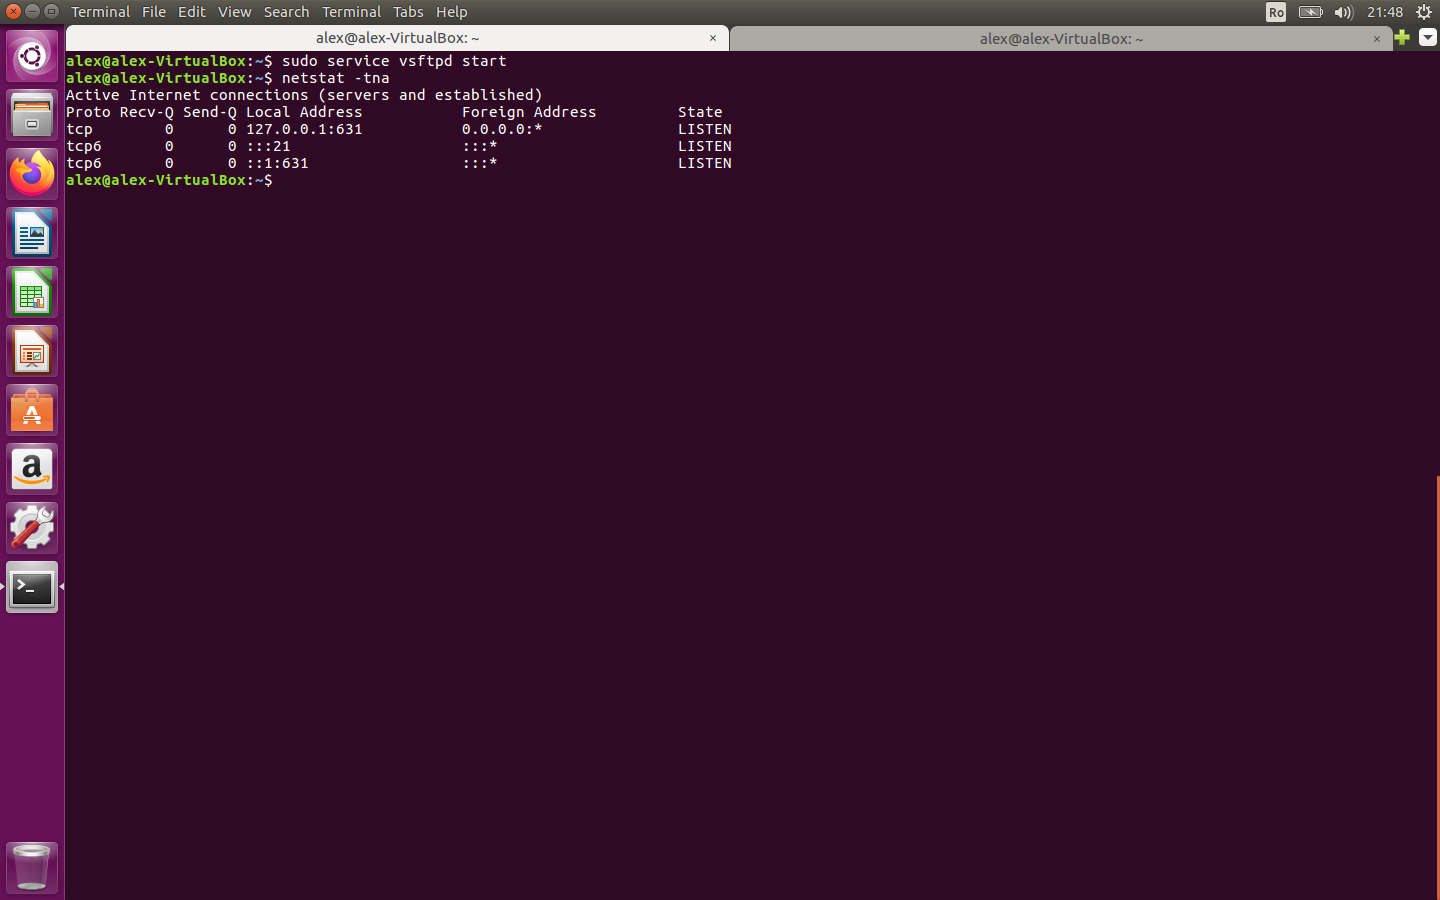 Terminal File Edit View Search Terminal Tabs Help Ro 21:48
alex@alex-VirtualBox: ~ × alex@alex-VirtualBox: ~ ×
alex@alex-VirtualBox:~$ sudo service vsftpd start
alex@alex-VirtualBox:~$ netstat -tna
Active Internet connections (servers and established)
Proto Recv-Q Send-Q Local Address Foreign Address State
tcp 0 0 127.0.0.1:631 0.0.0.0:* LISTEN
tcp6 0 0 :::21 :::* LISTEN
tcp6 0 0 ::1:631 :::* LISTEN
alex@alex-VirtualBox:~$